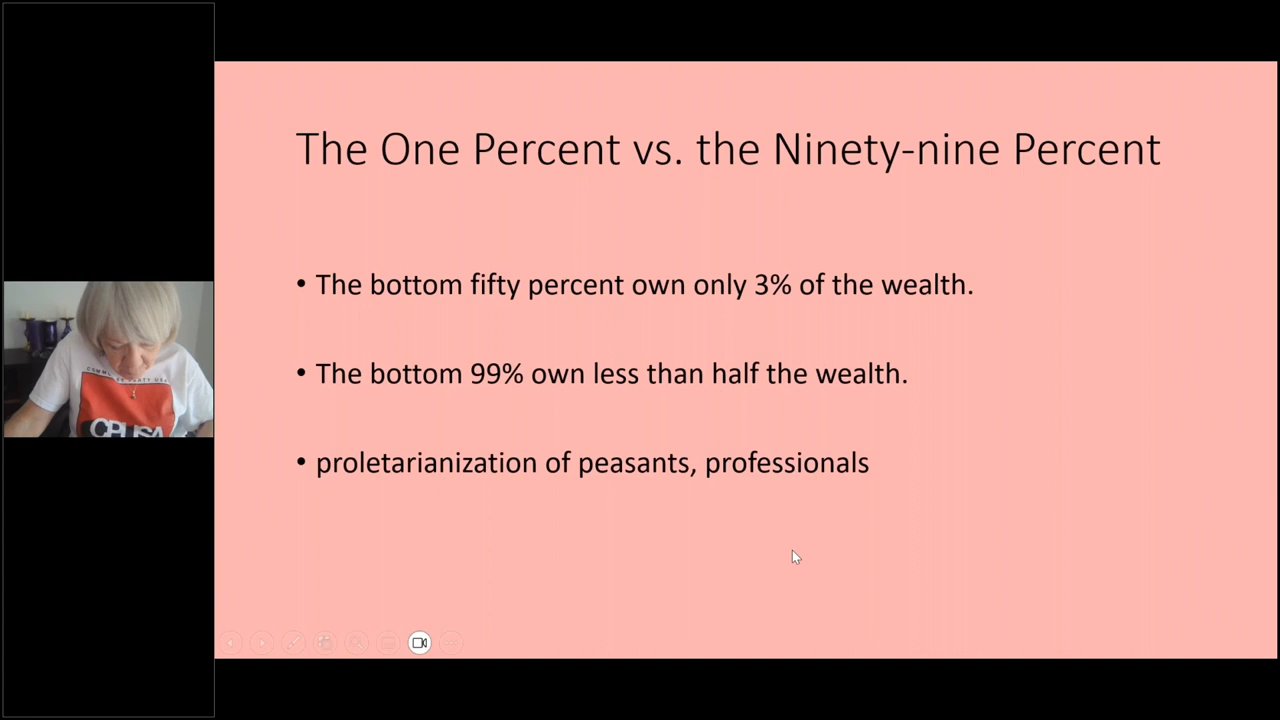 The One Percent vs. the Ninety-nine Percent
• The bottom fifty percent own only 3% of the wealth.
• The bottom 99% own less than half the wealth.
• proletarianization of peasants, professionals
CPUSA